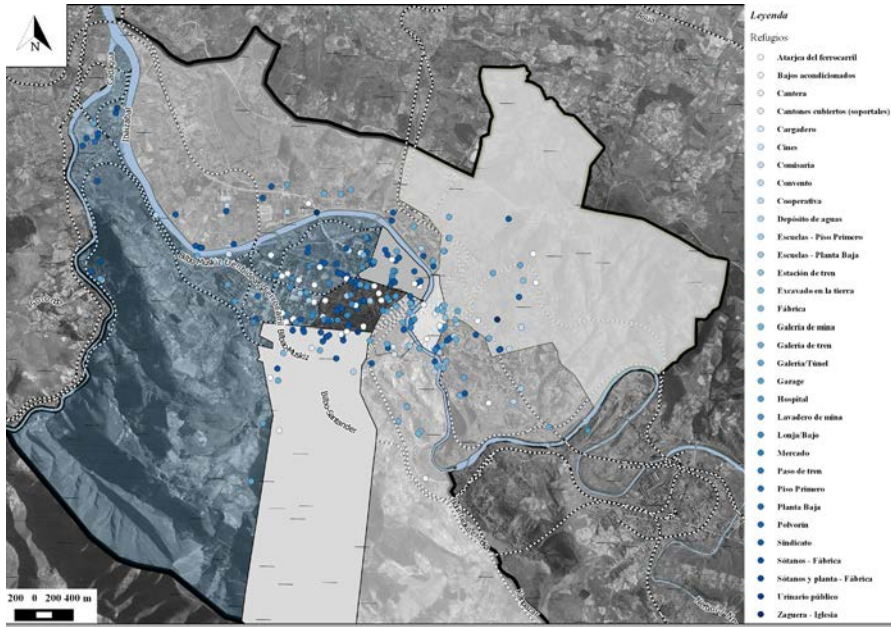 N
Bilbo-Santander
200 0 200 400 m
Leyenda
Refugios
Atarjea del ferrocarril
Bajos acondicionados
Cantera
Cantones cubiertos (soportales)
Cargadero
Cines
Comisaria
Convento
Cooperativa
Depósito de aguas
Escuelas - Piso Primero
Escuelas - Planta Baja
Estación de tren
Excavado en la tierra
Fábrica
Galería de mina
Galería de tren
Galería/Túnel
Garage
Hospital
Lavadero de mina
Lonja/Bajo
Mercado
Paso de tren
Piso Primero
Planta Baja
Polvorín
Sindicato
Sótanos - Fábrica
Sótanos y planta - Fábrica
Urinario público
Zaguera - Iglesia